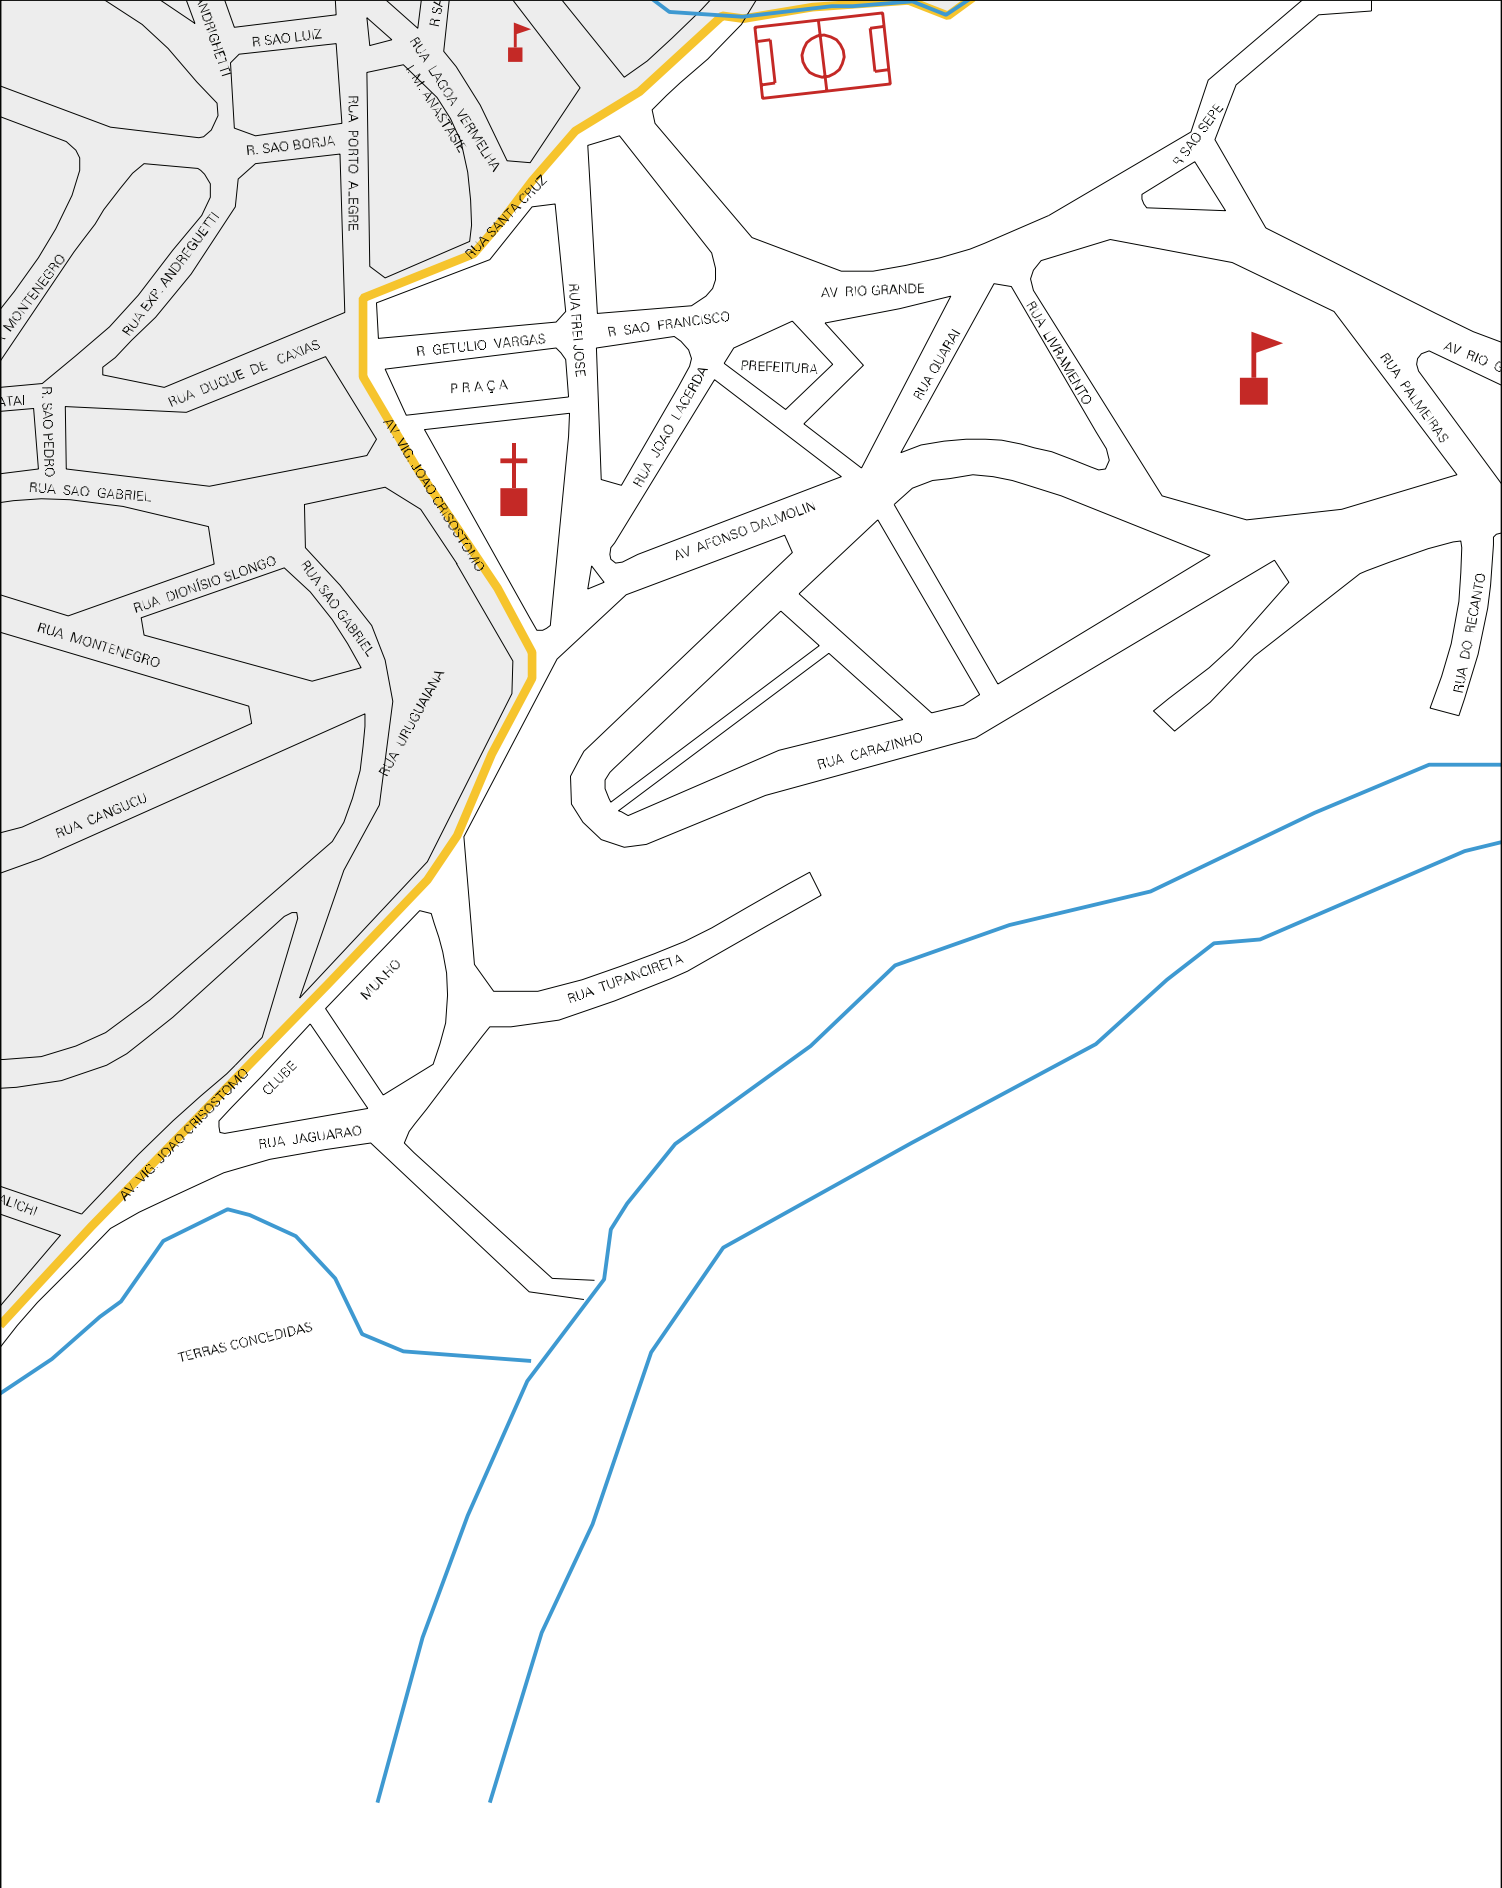 R SAO LUIZ
RUA LAGOA VERMELHA
ANASTASIE
R. SAO BORJA
RUA PORTO ALEGRE
R SAO SEPE
RUA SANTA CRUZ
MONTENEGRO
RUA EXP. ANDREGUETTI
AV RIO GRANDE
RUA FREI JOSE
R SAO FRANCISCO
R GETULIO VARGAS
RUA DUQUE DE CAXIAS
PREFEITURA
RUA QUARAI
RUA LIVRAMENTO
RUA PALMEIRAS
AV RIO G
PRAÇA
RUA JOAO LACERDA
ATAI
R. SAO PEDRO
AV. VIG. JOAO CRISOSTOMO
RUA SAO GABRIEL
AV AFONSO DALMOLIN
RUA DIONÍSIO SLONGO
RUA SAO GABRIEL
RUA DO RECANTO
RUA MONTENEGRO
RUA URUGUAIANA
RUA CARAZINHO
RUA CANGUCU
MUNHO
RUA TUPANCIRETA
CLUBE
AV. VIG. JOAO CRISOSTOMO
RUA JAGUARAO
TERRAS CONCEDIDAS